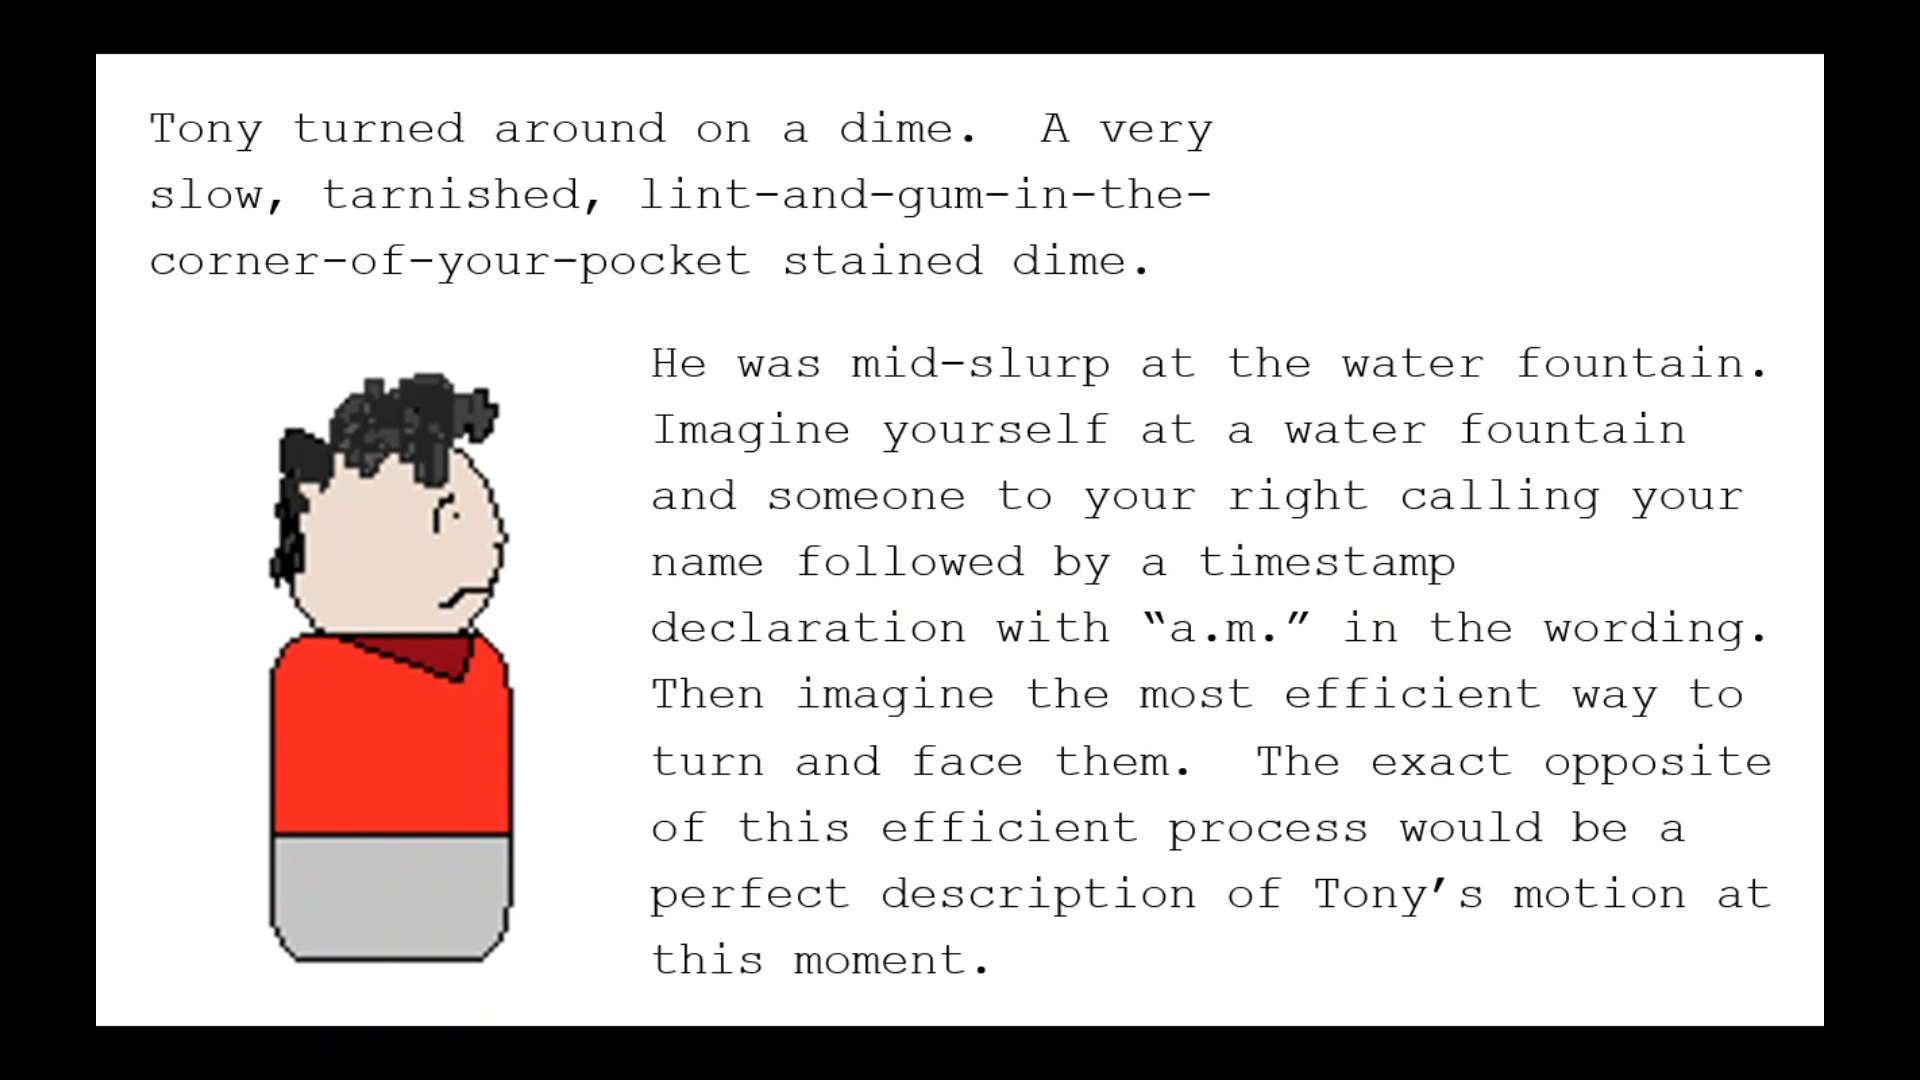 Tony turned around on a dime.  A very
slow, tarnished, lint-and-gum-in-the-
corner-of-your-pocket stained dime.
He was mid-slurp at the water fountain.
Imagine yourself at a water fountain
and someone to your right calling your
name followed by a timestamp
declaration with “a.m.” in the wording.
Then imagine the most efficient way to
turn and face them.  The exact opposite
of this efficient process would be a
perfect description of Tony’s motion at
this moment.